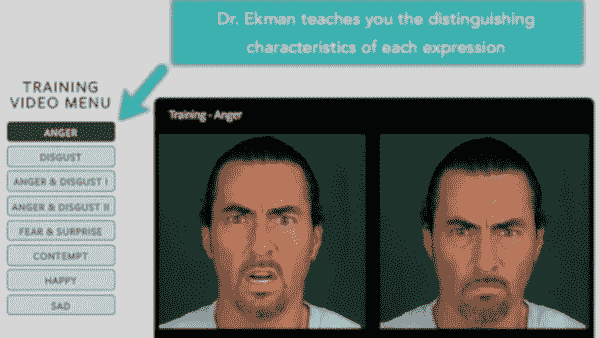 Dr. Ekman teaches you the distinguishing
characteristics of each expression
TRAINING
VIDEO MENU
ANGER
DISGUST
ANGER & DISGUST I
ANGER & DISGUST II
FEAR & SURPRISE
CONTEMPT
HAPPY
SAD
Training - Anger